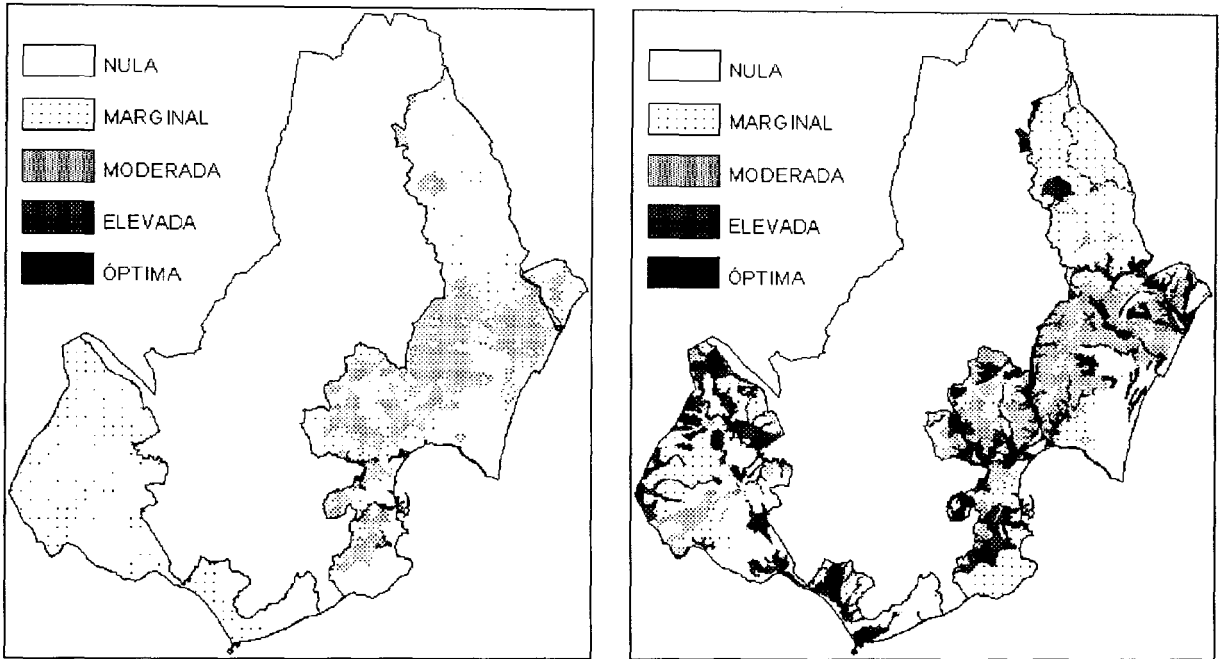 NULA
MARGINAL
MODERADA
ELEVADA
ÓPTIMA
NULA
MARGINAL
MODERADA
ELEVADA
ÓPTIMA